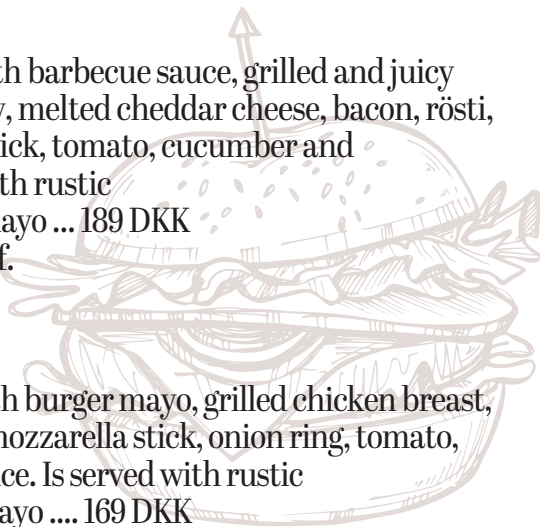 th barbecue sauce, grilled and juicy
, melted cheddar cheese, bacon, rösti,
ick, tomato, cucumber and
th rustic
ayo ... 189 DKK
f.
h burger mayo, grilled chicken breast,
mozzarella stick, onion ring, tomato,
ce. Is served with rustic
ayo .... 169 DKK